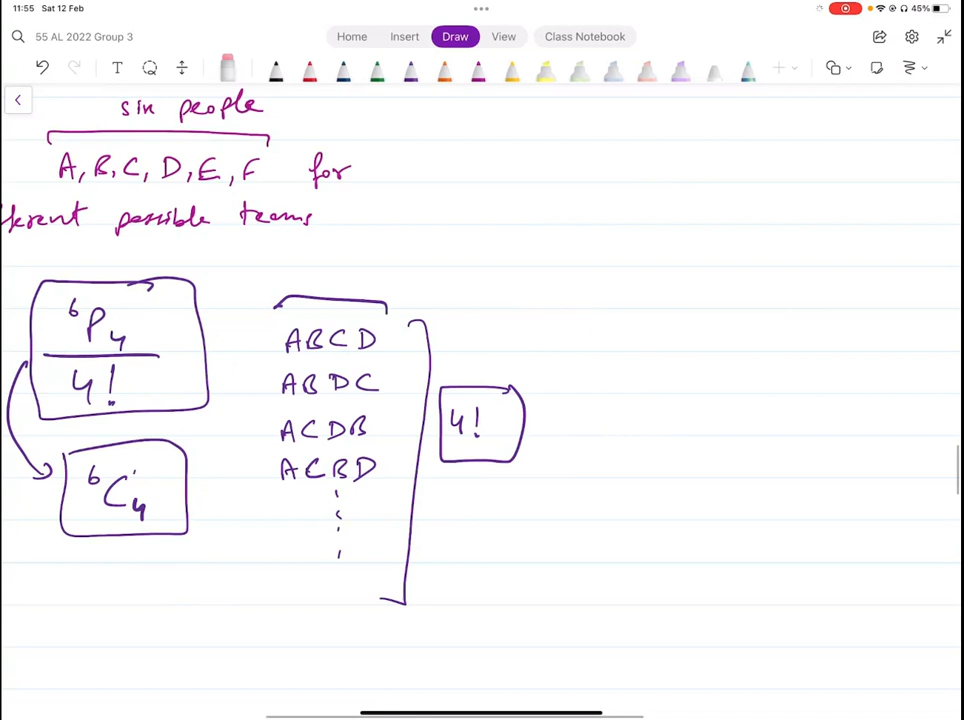 11:55 Sat 12 Feb
45%
55 AL 2022 Group 3
Home Insert Draw View Class Notebook
six people
A, B, C, D, E, F for
fferent possible teams
⁶P₄
4!
⁶C₄
ABCD
ABDC
ACDB
ACBD
4!